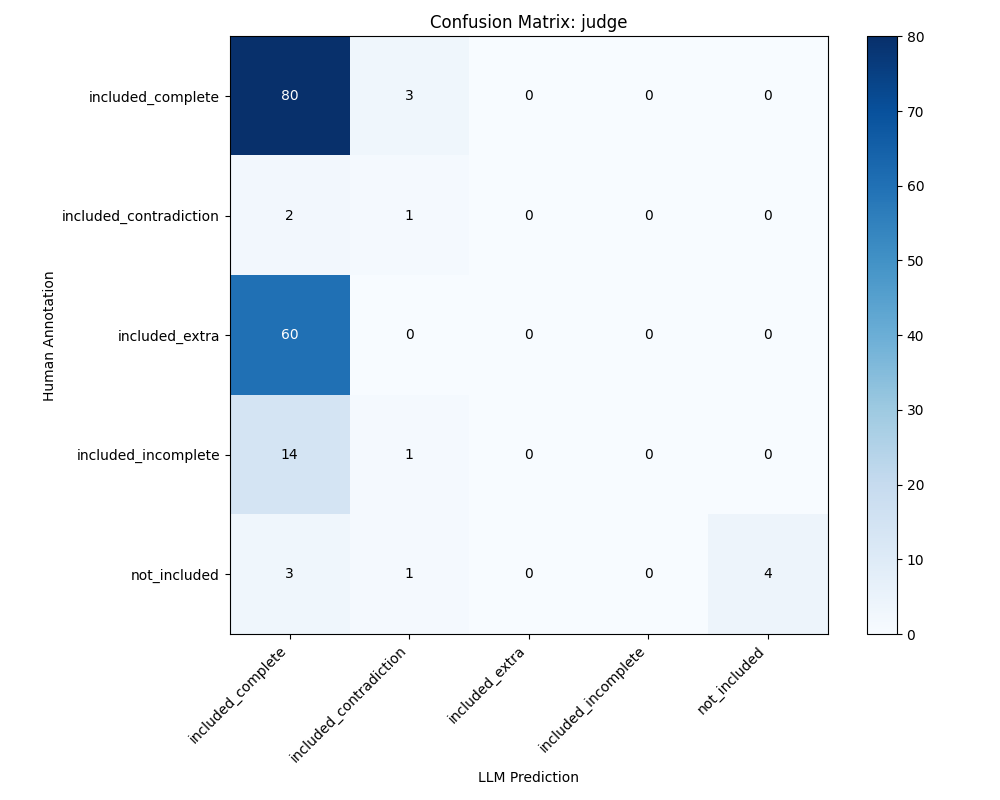 Confusion Matrix: judge
included_complete 80 3 0 0 0
included_contradiction 2 1 0 0 0
included_extra 60 0 0 0 0
included_incomplete 14 1 0 0 0
not_included 3 1 0 0 4
included_complete
included_contradiction
included_extra
included_incomplete
not_included
LLM Prediction
Human Annotation
80
70
60
50
40
30
20
10
0